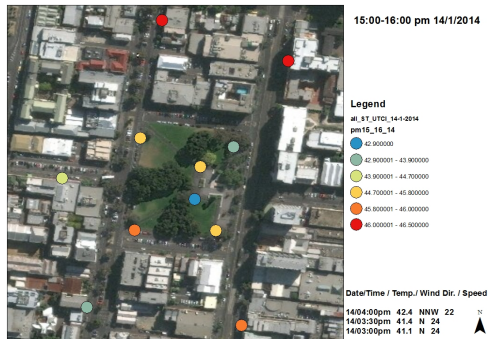 15:00-16:00 pm 14/1/2014
Legend
all_ST_UTCI_14-1-2014
pm15_16_14
42.900000
42.900001 - 43.900000
43.900001 - 44.700000
44.700001 - 45.800000
45.800001 - 46.000000
46.000001 - 46.500000
Date/Time / Temp./ Wind Dir. / Speed
14/04:00pm 42.4 NNW 22
14/03:30pm 41.4 N 24
14/03:00pm 41.1 N 24
N